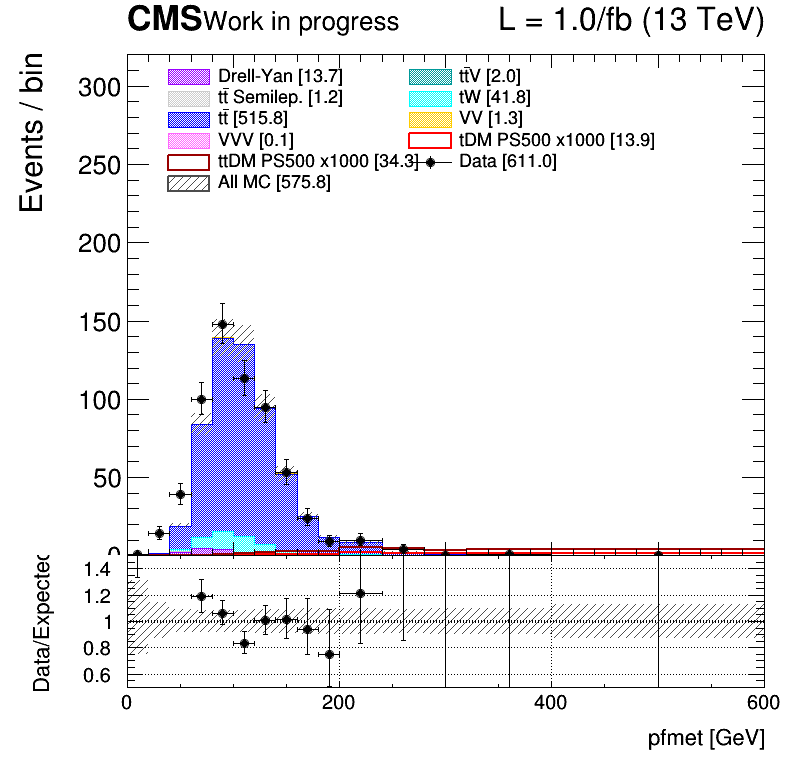 CMS Work in progress L = 1.0/fb (13 TeV)
Events / bin
300
250
200
150
100
50
0
Drell-Yan [13.7]
tt̄ Semilep. [1.2]
tt̄ [515.8]
VVV [0.1]
ttDM PS500 x1000 [34.3]
All MC [575.8]
tt̄V [2.0]
tW [41.8]
VV [1.3]
tDM PS500 x1000 [13.9]
Data [611.0]
Data/Expected
1.4
1.2
1
0.8
0.6
0 200 400 600
pfmet [GeV]